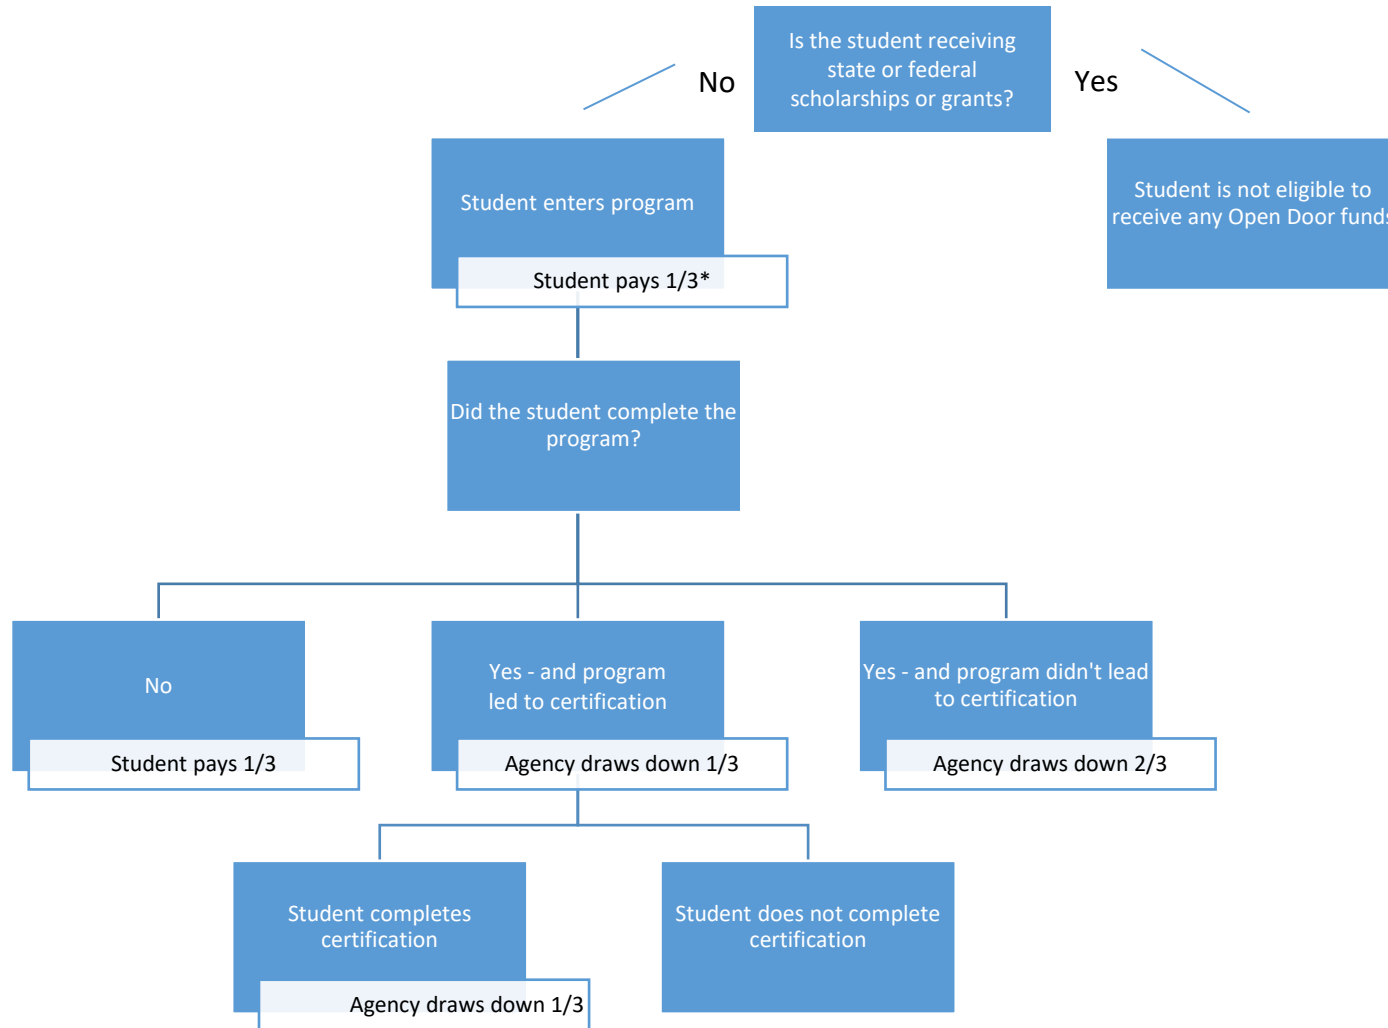 Is the student receiving
state or federal
scholarships or grants?
No
Yes
Student enters program
Student pays 1/3*
Student is not eligible to
receive any Open Door funds
Did the student complete the
program?
No
Student pays 1/3
Yes - and program
led to certification
Agency draws down 1/3
Yes - and program didn't lead
to certification
Agency draws down 2/3
Student completes
certification
Agency draws down 1/3
Student does not complete
certification